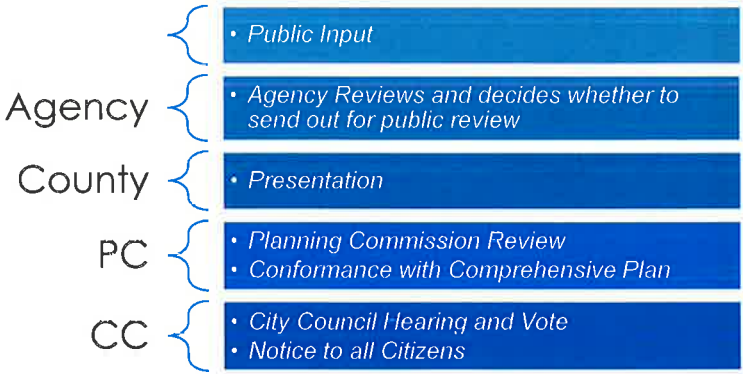 • Public Input
Agency
• Agency Reviews and decides whether to
send out for public review
County
• Presentation
PC
• Planning Commission Review
• Conformance with Comprehensive Plan
CC
• City Council Hearing and Vote
• Notice to all Citizens